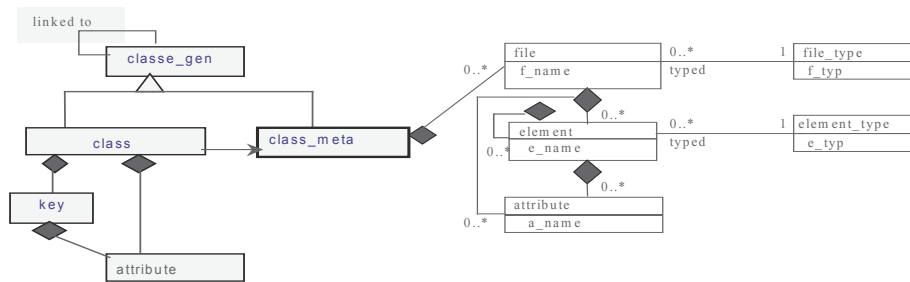 linked to
classe_gen
class
class_meta
key
attribute
0..*
file
f_name
0..*
typed
1
file_type
f_typ
0..*
element
e_name
0..*
0..*
typed
1
element_type
e_typ
0..*
attribute
a_name
0..*